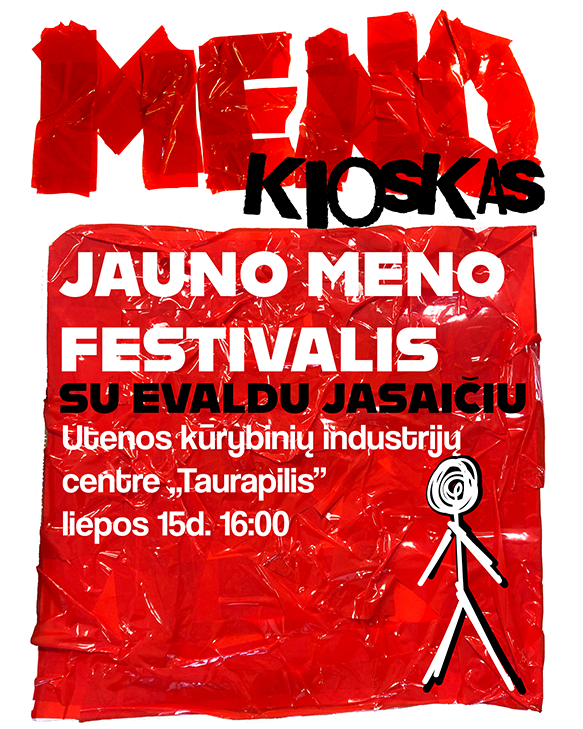 MENO
KIOSKAS
JAUNO MENO
FESTIVALIS
SU EVALDU JASAIČIU
Utenos kūrybinių industrijų
centre „Taurapilis”
liepos 15d. 16:00